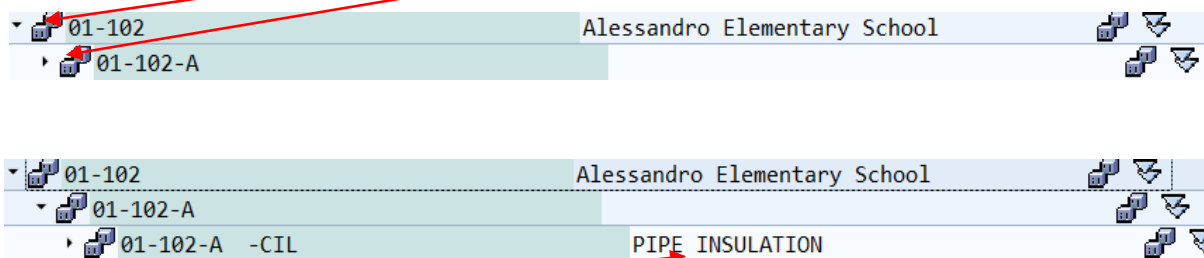 01-102 Alessandro Elementary School
01-102-A
01-102 Alessandro Elementary School
01-102-A
01-102-A -CIL PIPE INSULATION